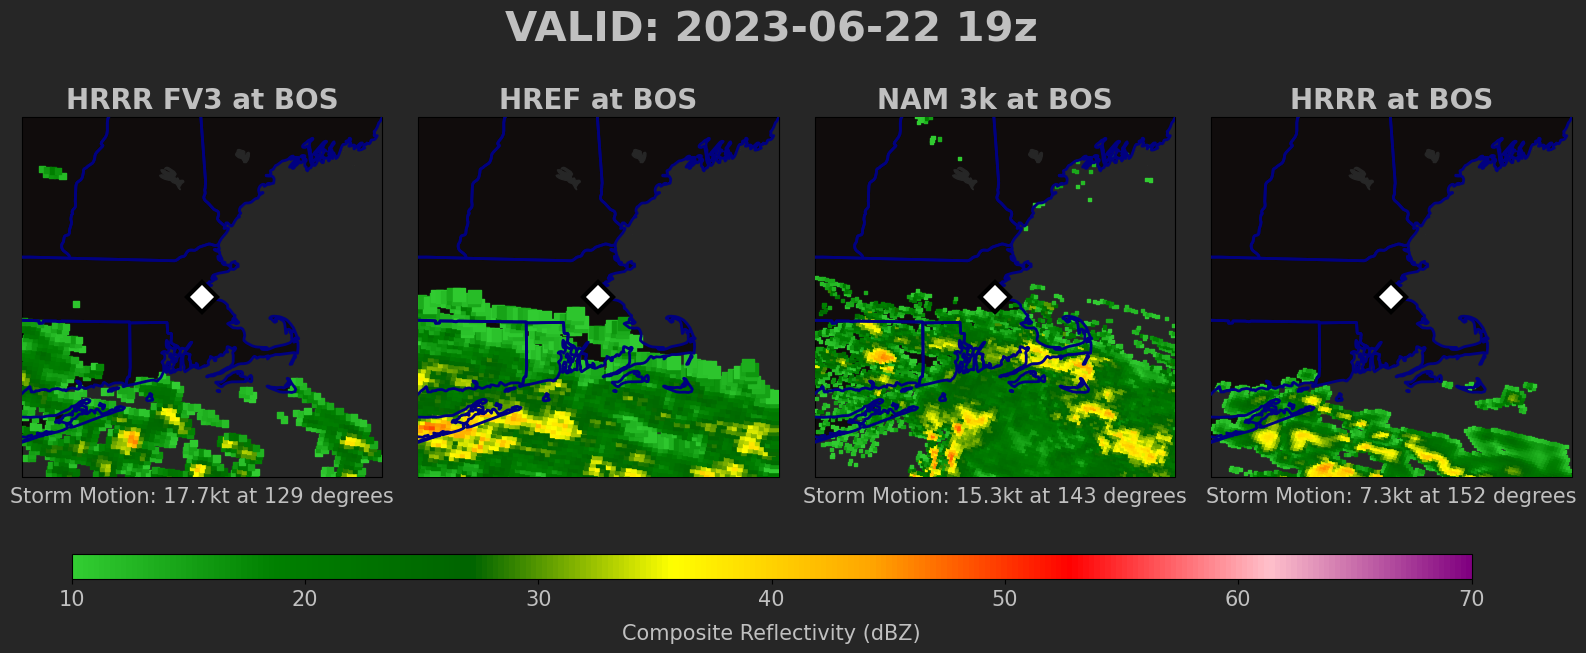 VALID: 2023-06-22 19z
HRRR FV3 at BOS
HREF at BOS
NAM 3k at BOS
HRRR at BOS
Storm Motion: 17.7kt at 129 degrees
Storm Motion: 15.3kt at 143 degrees
Storm Motion: 7.3kt at 152 degrees
10 20 30 40 50 60 70
Composite Reflectivity (dBZ)